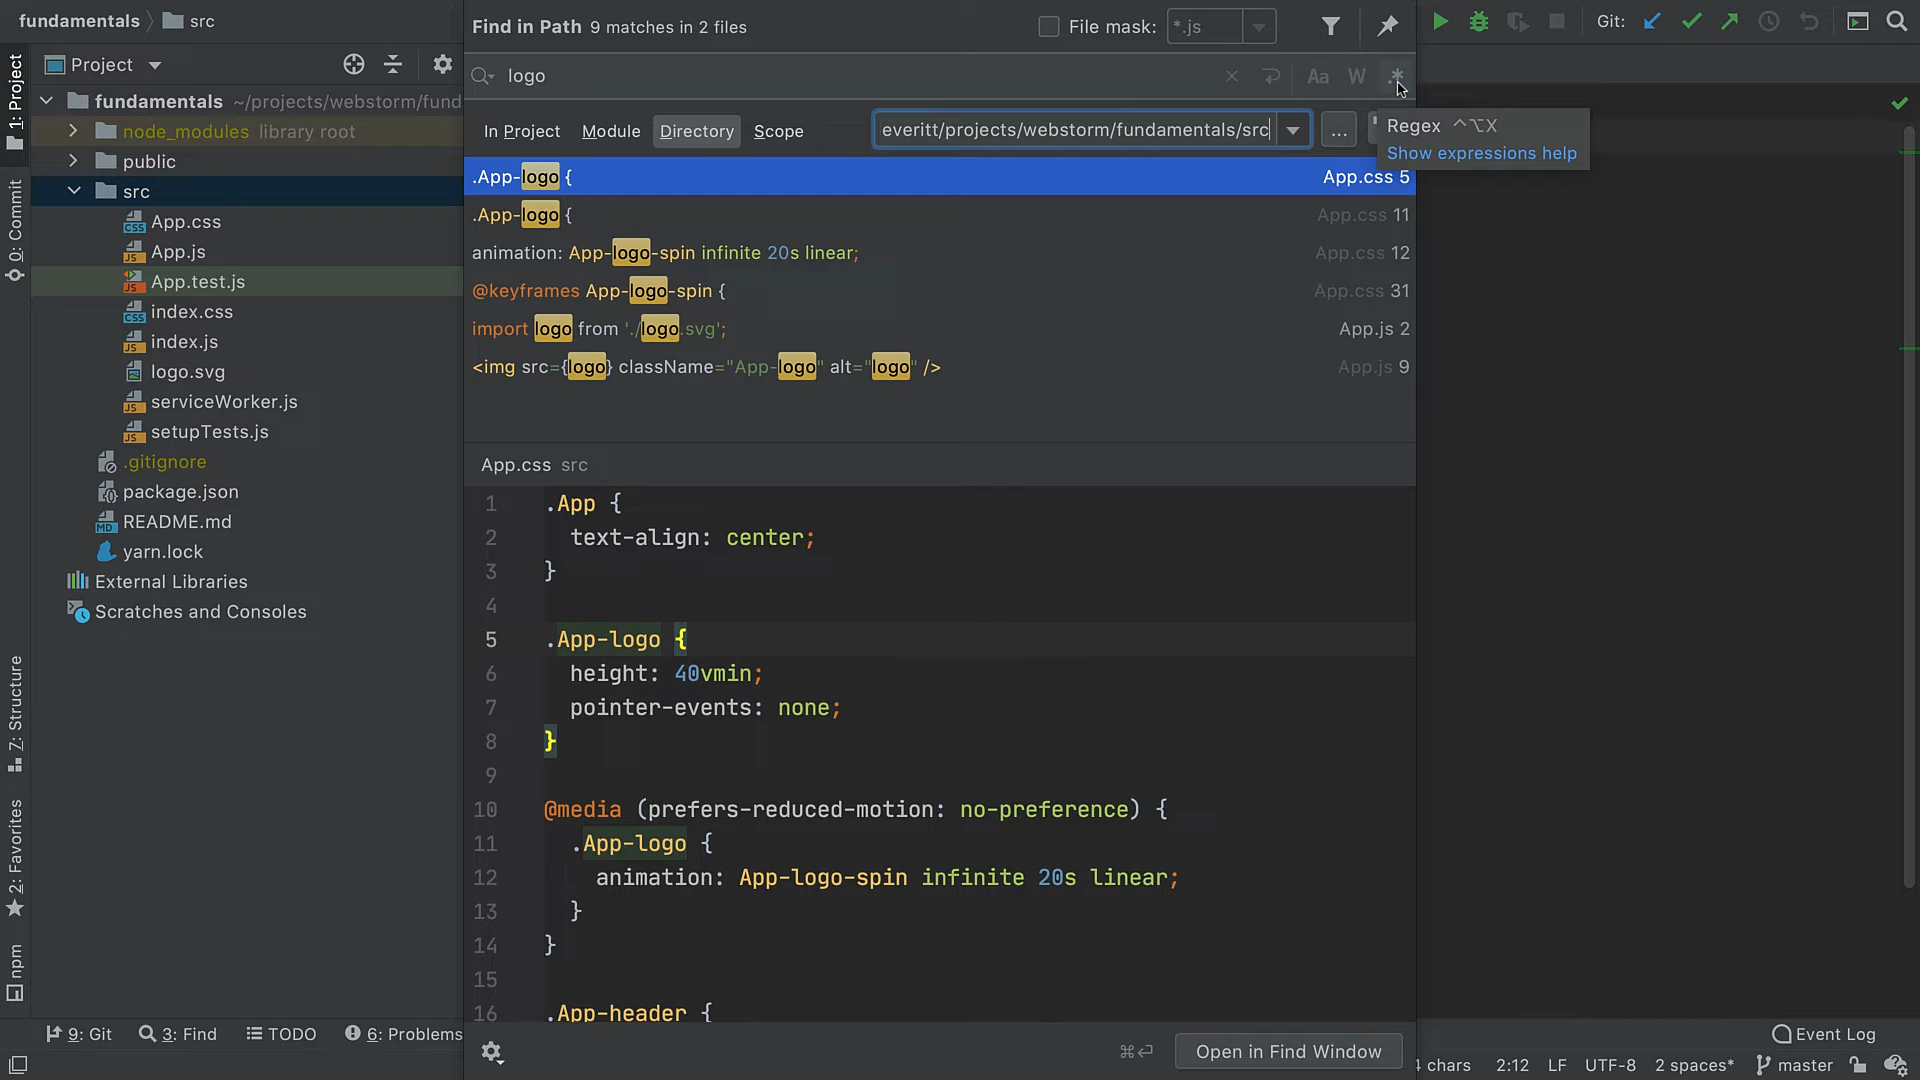 fundamentals
src
Find in Path 9 matches in 2 files
File mask: *.js
Git:
1: Project
Project
logo
Aa W .*
fundamentals ~/projects/webstorm/fund
In Project Module Directory Scope
everitt/projects/webstorm/fundamentals/src
...
Regex ^⌥X
Show expressions help
node_modules library root
public
src
App.css
App.js
App.test.js
index.css
index.js
logo.svg
serviceWorker.js
setupTests.js
.gitignore
package.json
README.md
yarn.lock
External Libraries
Scratches and Consoles
0: Commit
7: Structure
2: Favorites
npm
.App-logo { App.css 5
.App-logo { App.css 11
animation: App-logo-spin infinite 20s linear; App.css 12
@keyframes App-logo-spin { App.css 31
import logo from './logo.svg'; App.js 2
<img src={logo} className="App-logo" alt="logo" /> App.js 9
App.css src
1 .App {
2 text-align: center;
3 }
4
5 .App-logo {
6 height: 40vmin;
7 pointer-events: none;
8 }
9
10 @media (prefers-reduced-motion: no-preference) {
11 .App-logo {
12 animation: App-logo-spin infinite 20s linear;
13 }
14 }
15
16 .App-header {
9: Git 3: Find TODO 6: Problems
⌘↩ Open in Find Window
Event Log
chars 2:12 LF UTF-8 2 spaces* master